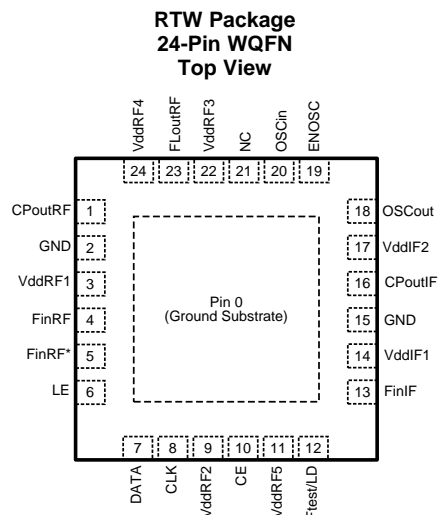 RTW Package
24-Pin WQFN
Top View
VddRF4
FLoutRF
VddRF3
NC
OSCin
ENOSC
24 23 22 21 20 19
CPoutRF 1
GND 2
VddRF1 3
FinRF 4
FinRF* 5
LE 6
Pin 0
(Ground Substrate)
18 OSCout
17 VddIF2
16 CPoutIF
15 GND
14 VddIF1
13 FinIF
7 8 9 10 11 12
DATA
CLK
VddRF2
CE
VddRF5
Ftest/LD